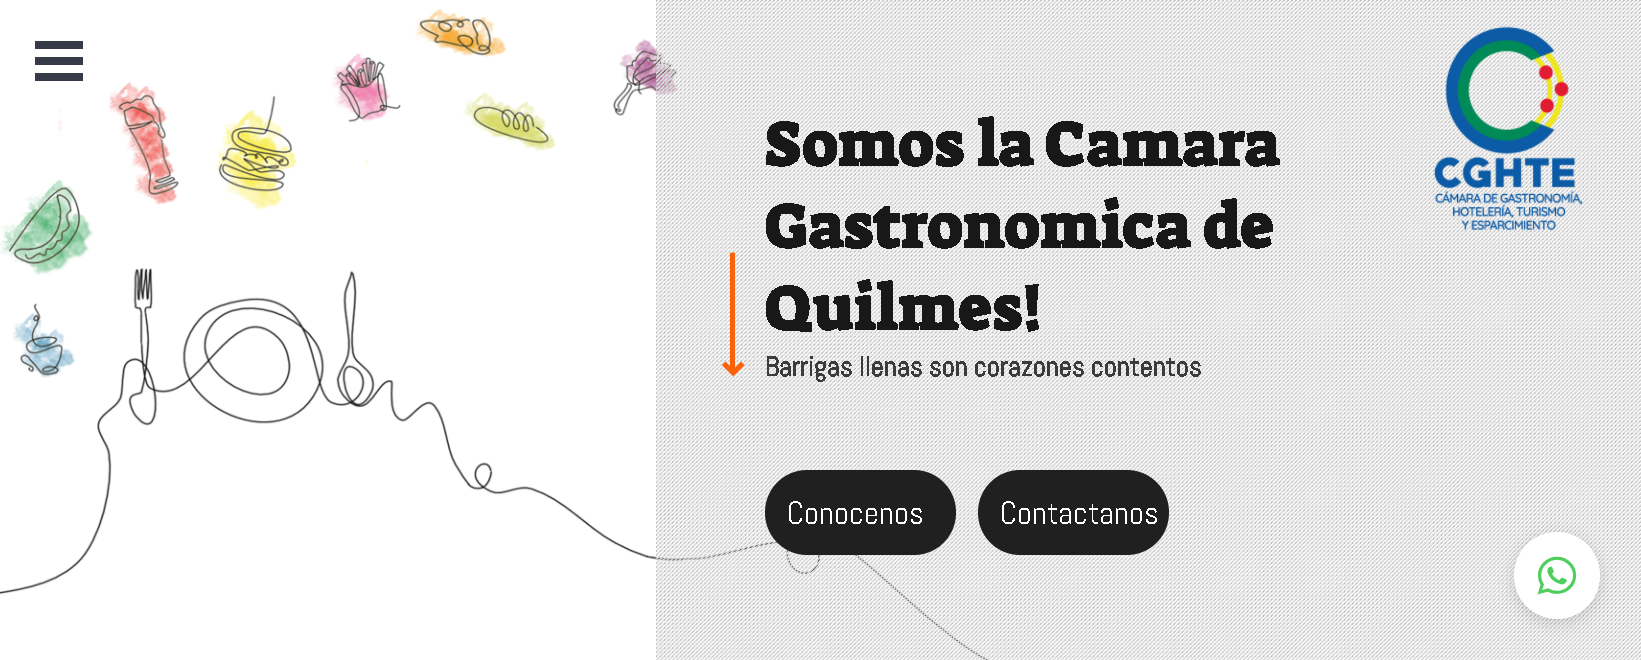 Somos la Camara
Gastronomica de
Quilmes!
Barrigas llenas son corazones contentos
Conocenos
Contactanos
CGHTE
CÁMARA DE GASTRONOMÍA,
HOTELERÍA, TURISMO
Y ESPARCIMIENTO